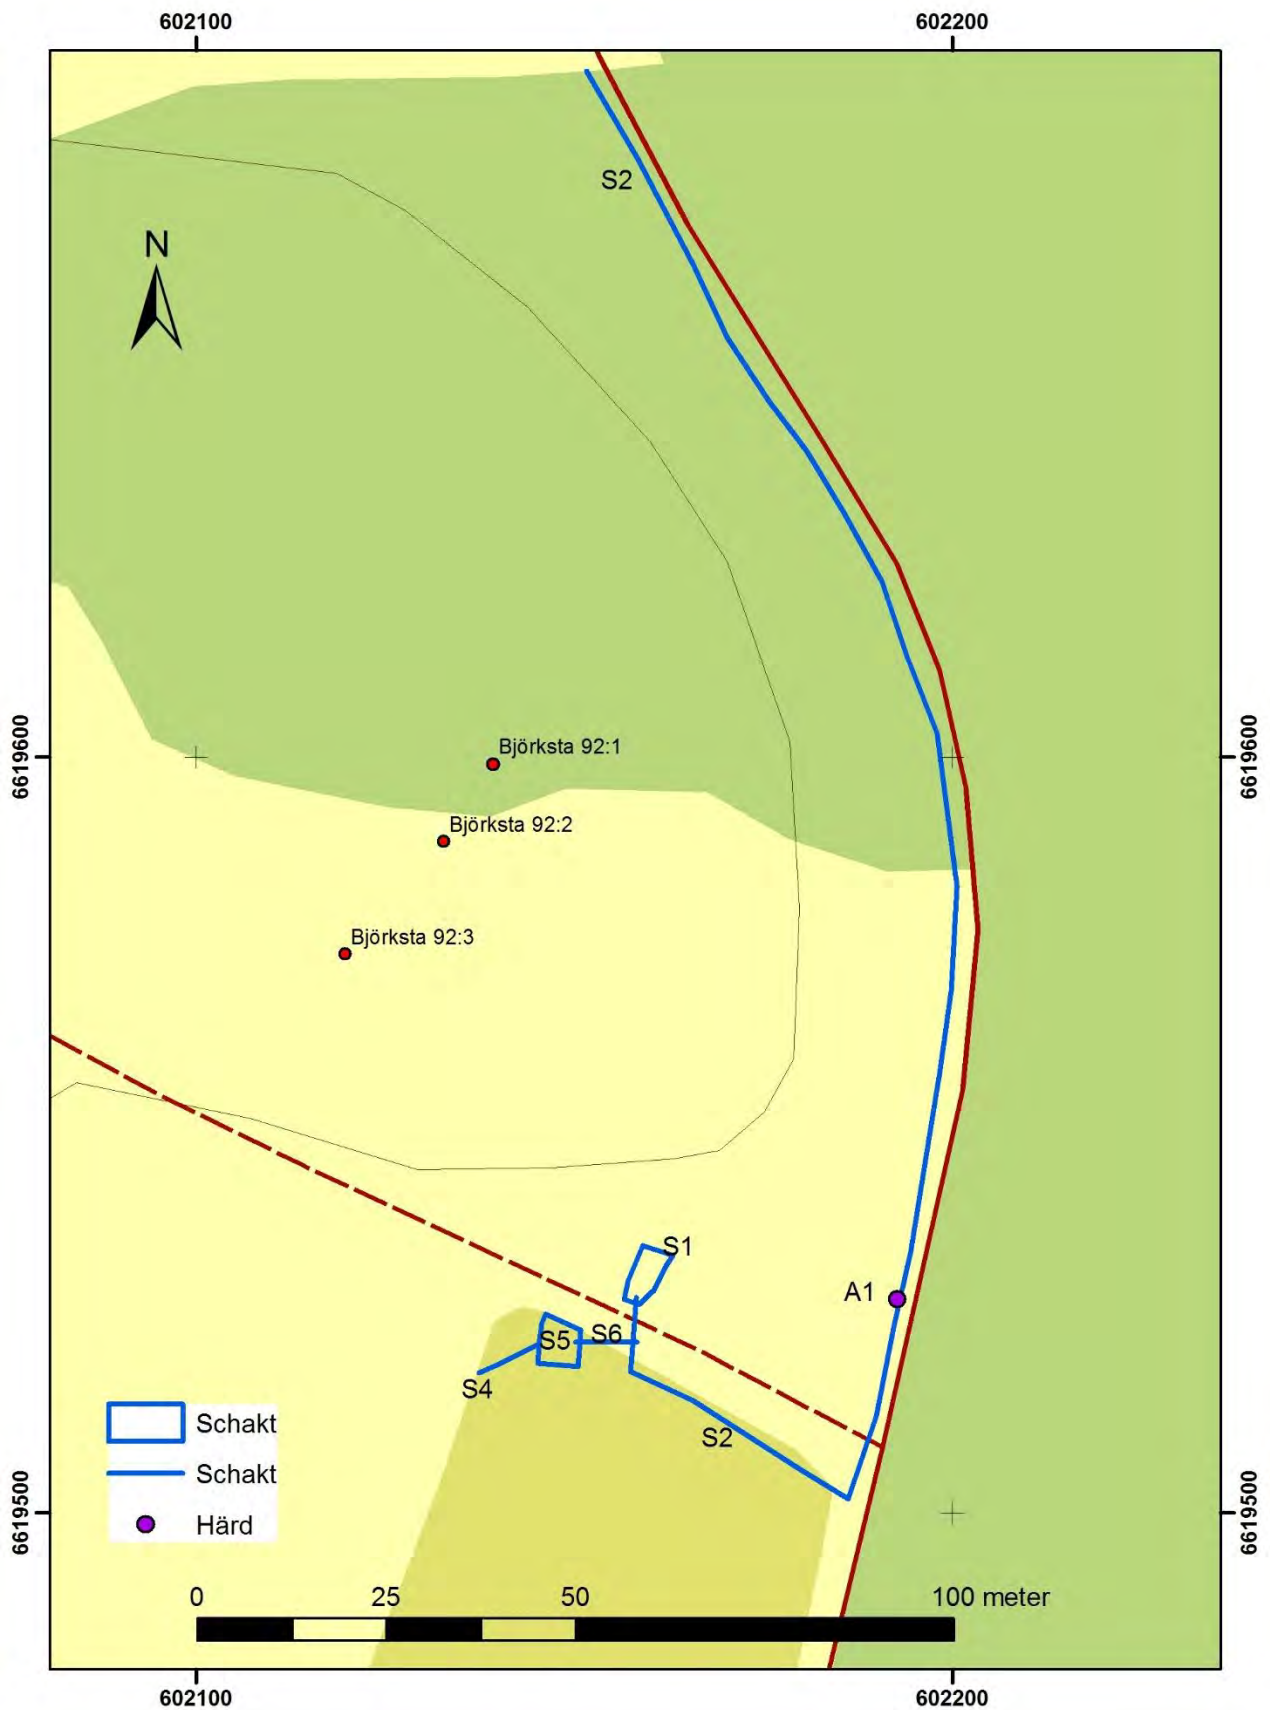 602100
602200
S2
N
6619600
6619600
Björksta 92:1
Björksta 92:2
Björksta 92:3
S1
A1
S5
S6
S4
S2
Schakt
Schakt
Härd
6619500
6619500
0 25 50 100 meter
602100
602200